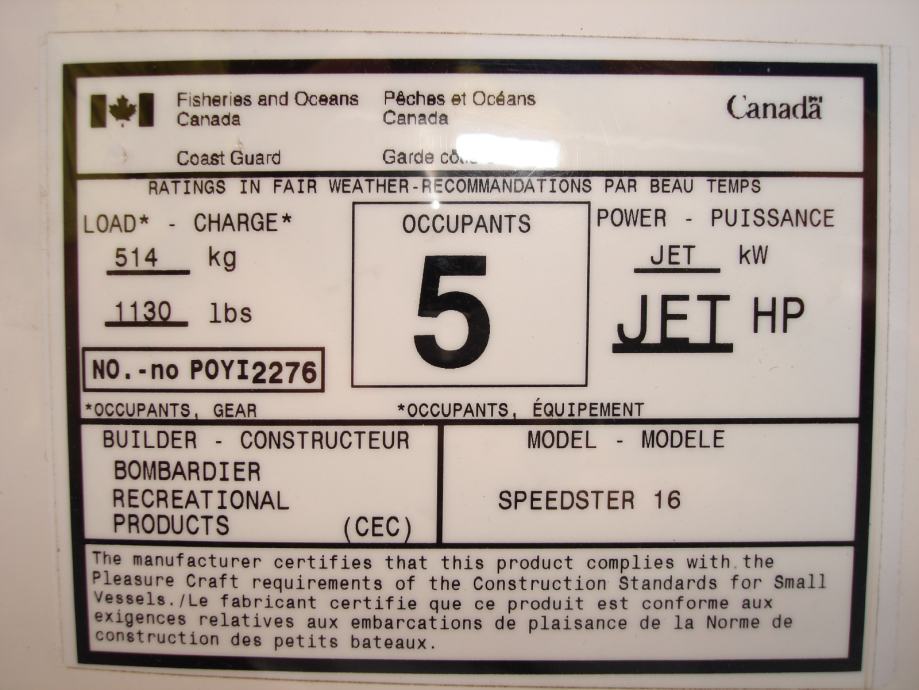 Fisheries and Oceans Pêches et Océans
Canada Canada
Canada
Coast Guard Garde
RATINGS IN FAIR WEATHER-RECOMMANDATIONS PAR BEAU TEMPS
LOAD* - CHARGE*
514 kg
1130 lbs
NO.-no POYI2276
OCCUPANTS
5
POWER - PUISSANCE
JET kW
JET HP
*OCCUPANTS, GEAR *OCCUPANTS, ÉQUIPEMENT
BUILDER - CONSTRUCTEUR
BOMBARDIER
RECREATIONAL
PRODUCTS (CEC)
MODEL - MODELE
SPEEDSTER 16
The manufacturer certifies that this product complies with the
Pleasure Craft requirements of the Construction Standards for Small
Vessels./Le fabricant certifie que ce produit est conforme aux
exigences relatives aux embarcations de plaisance de la Norme de
construction des petits bateaux.